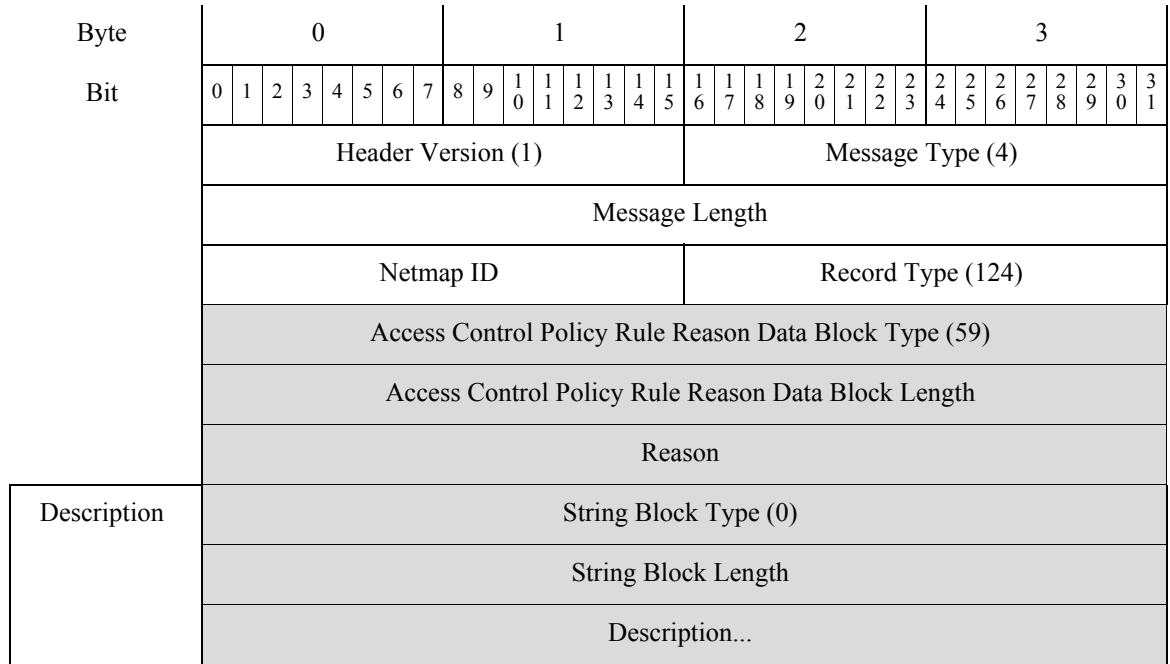 Byte 0 1 2 3
Bit 0 1 2 3 4 5 6 7 8 9 10 11 12 13 14 15 16 17 18 19 20 21 22 23 24 25 26 27 28 29 30 31
Header Version (1) Message Type (4)
Message Length
Netmap ID Record Type (124)
Access Control Policy Rule Reason Data Block Type (59)
Access Control Policy Rule Reason Data Block Length
Reason
Description String Block Type (0)
String Block Length
Description...